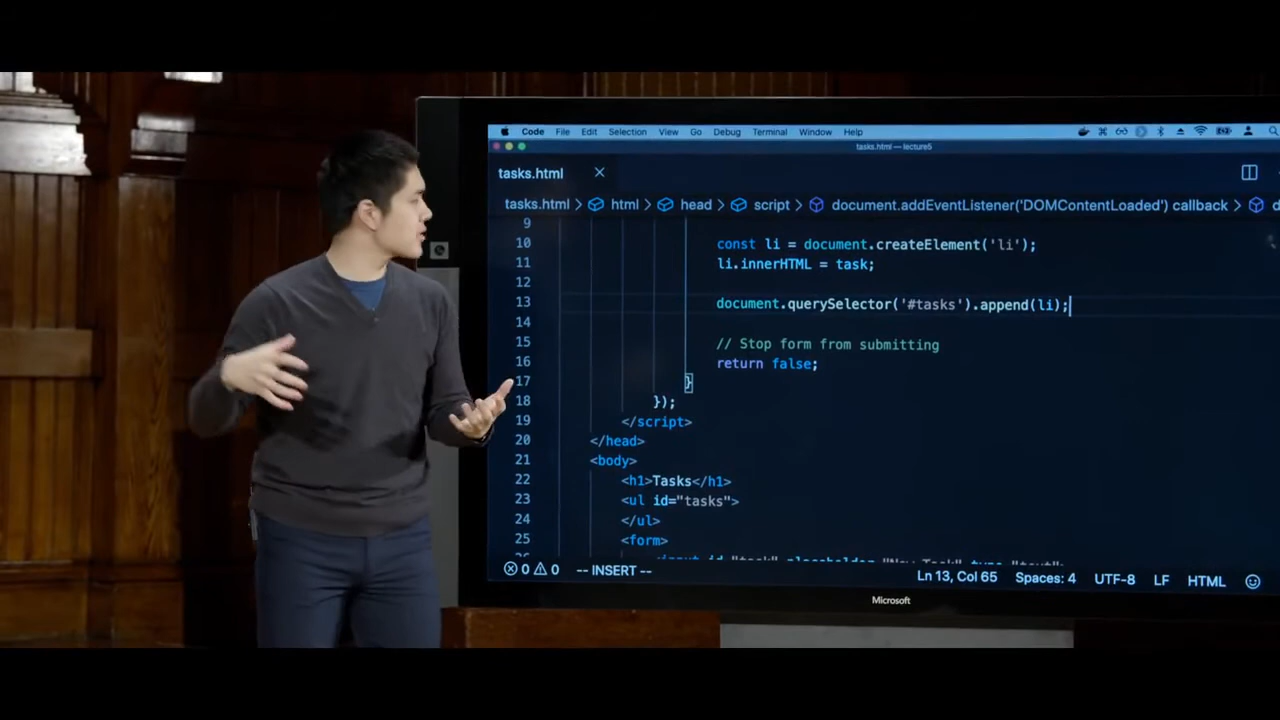 Code File Edit Selection View Go Debug Terminal Window Help
tasks.html — lecture5
tasks.html
tasks.html > html > head > script > document.addEventListener('DOMContentLoaded') callback >
9
10 const li = document.createElement('li');
11 li.innerHTML = task;
12
13 document.querySelector('#tasks').append(li);
14
15 // Stop form from submitting
16 return false;
17 }
18 });
19 </script>
20 </head>
21 <body>
22 <h1>Tasks</h1>
23 <ul id="tasks">
24 </ul>
25 <form>
0 0 -- INSERT -- Ln 13, Col 65 Spaces: 4 UTF-8 LF HTML
Microsoft